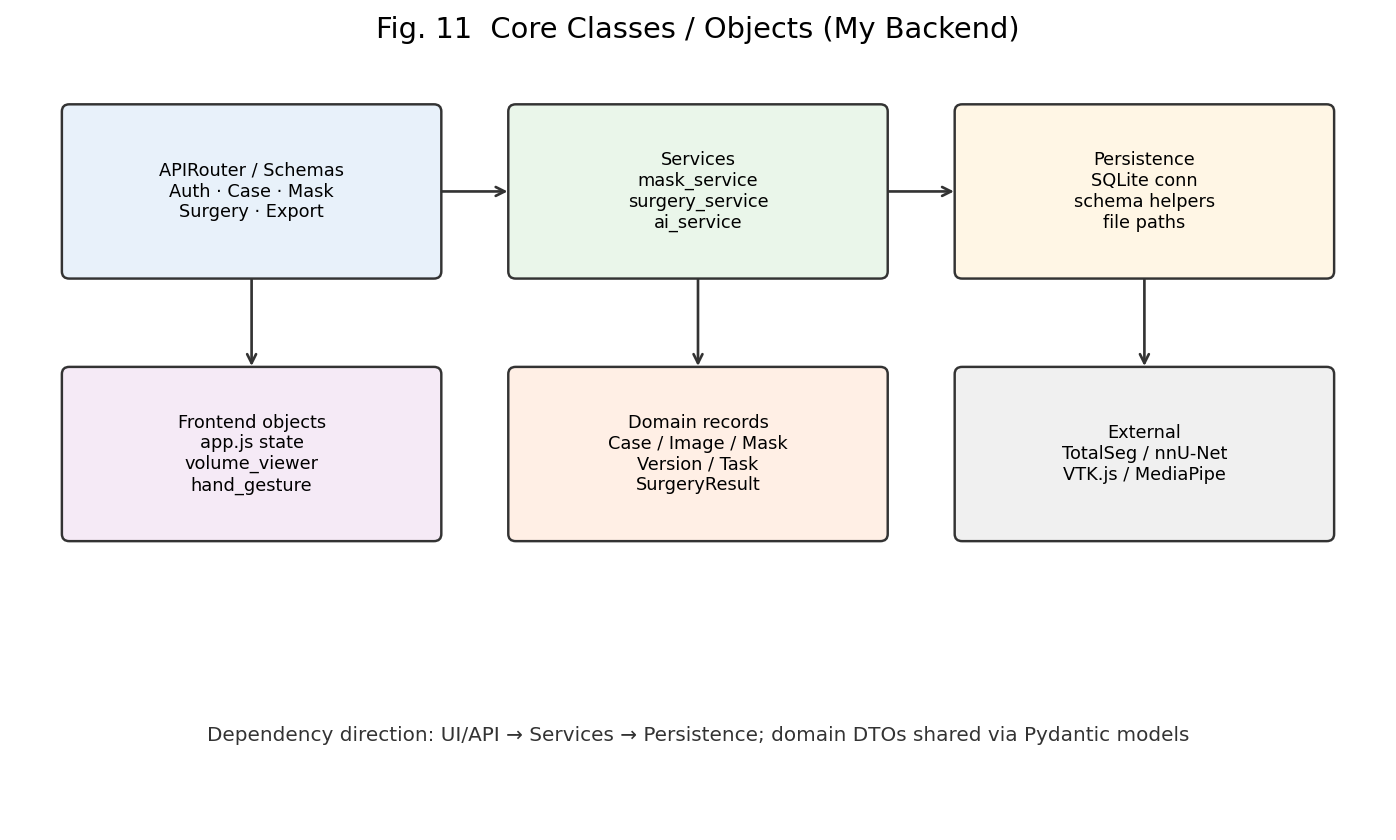 Fig. 11  Core Classes / Objects (My Backend)
APIRouter / Schemas
Auth · Case · Mask
Surgery · Export
Services
mask_service
surgery_service
ai_service
Persistence
SQLite conn
schema helpers
file paths
Frontend objects
app.js state
volume_viewer
hand_gesture
Domain records
Case / Image / Mask
Version / Task
SurgeryResult
External
TotalSeg / nnU-Net
VTK.js / MediaPipe
Dependency direction: UI/API → Services → Persistence; domain DTOs shared via Pydantic models